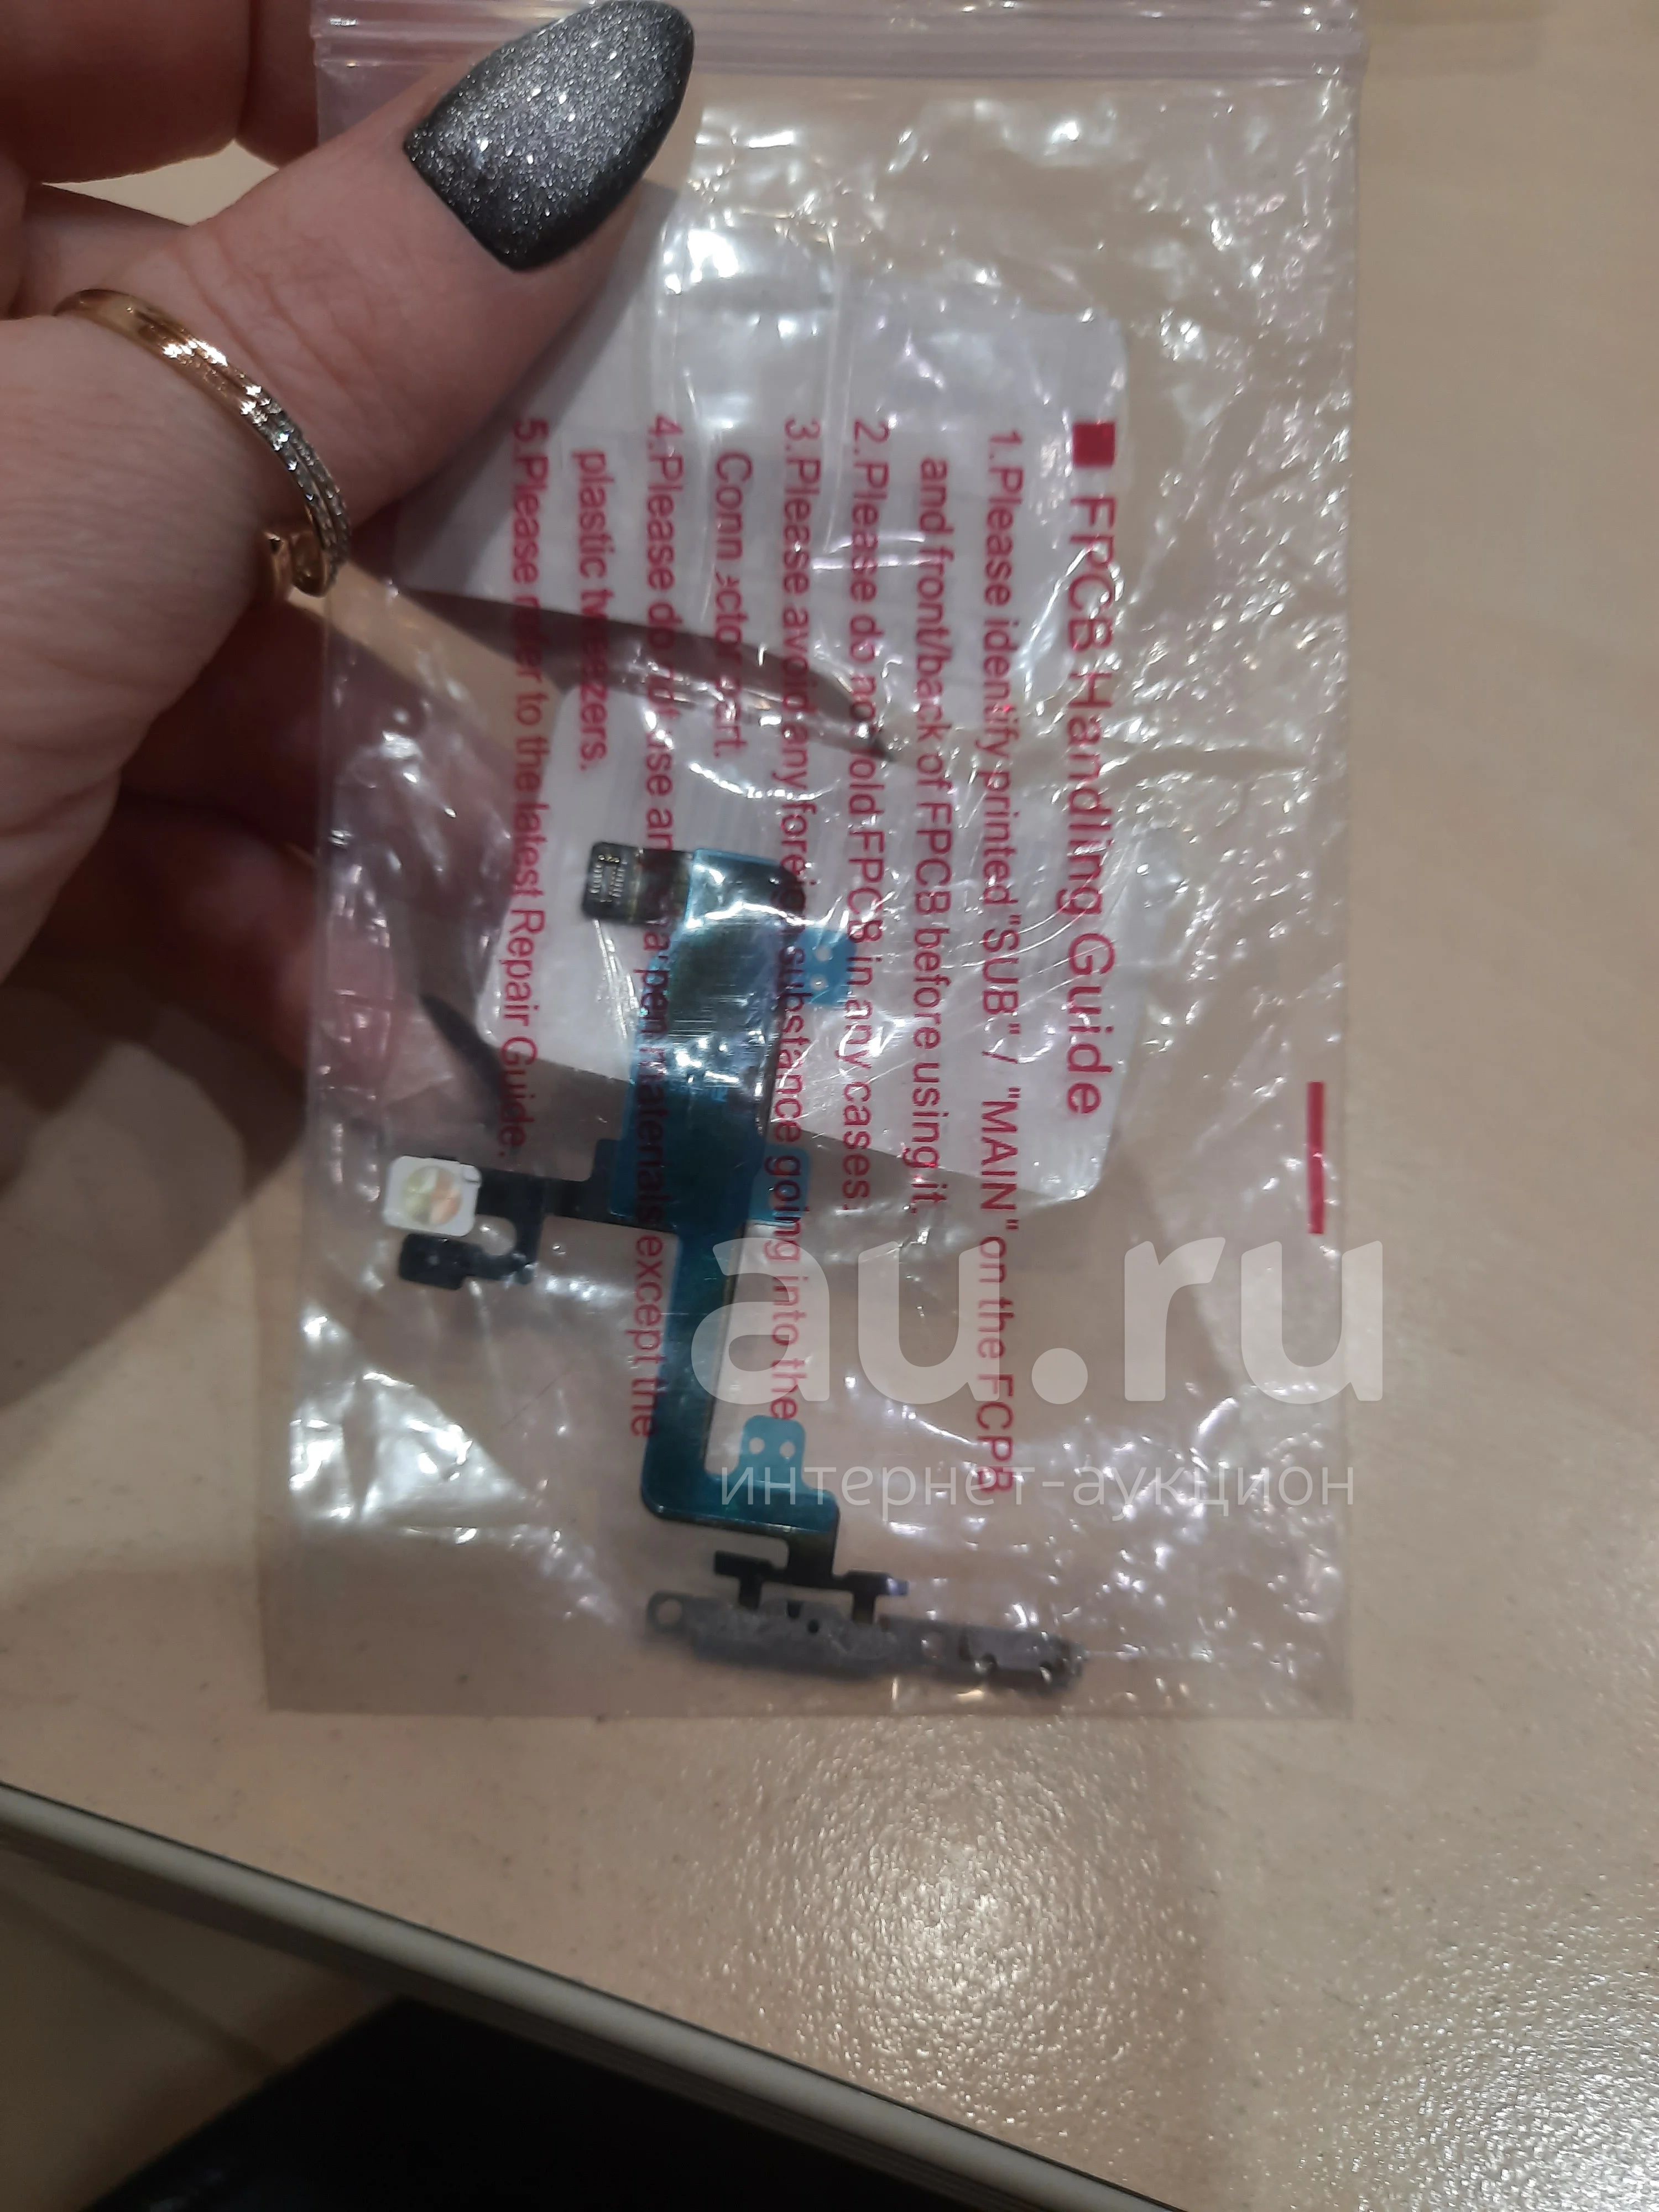 ■ FPCB Handling Guide
1.Please identify printed "SUB" / "MAIN" on the FCPB
and front/back of FPCB before using it.
2.Please do not fold FPCB in any cases.
3.Please avoid any foreign substance going into the
Connector part.
4.Please do not use any sharpen materials except the
plastic tweezers.
5.Please refer to the latest Repair Guide.
au.ru
интернет-аукцион